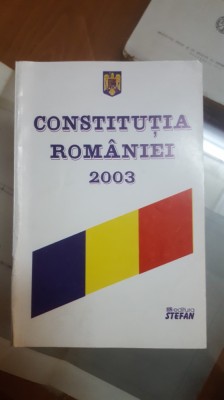 CONSTITUȚIA
ROMÂNIEI
2003
editura
STEFAN